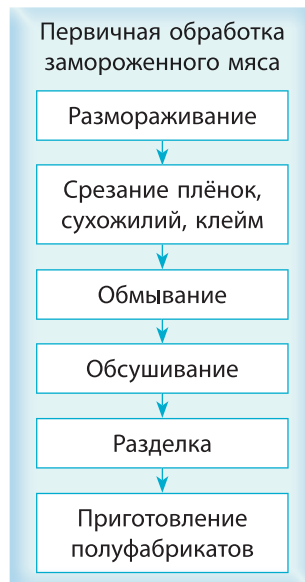 Первичная обработка
замороженного мяса
Размораживание
Срезание плёнок,
сухожилий, клейм
Обмывание
Обсушивание
Разделка
Приготовление
полуфабрикатов